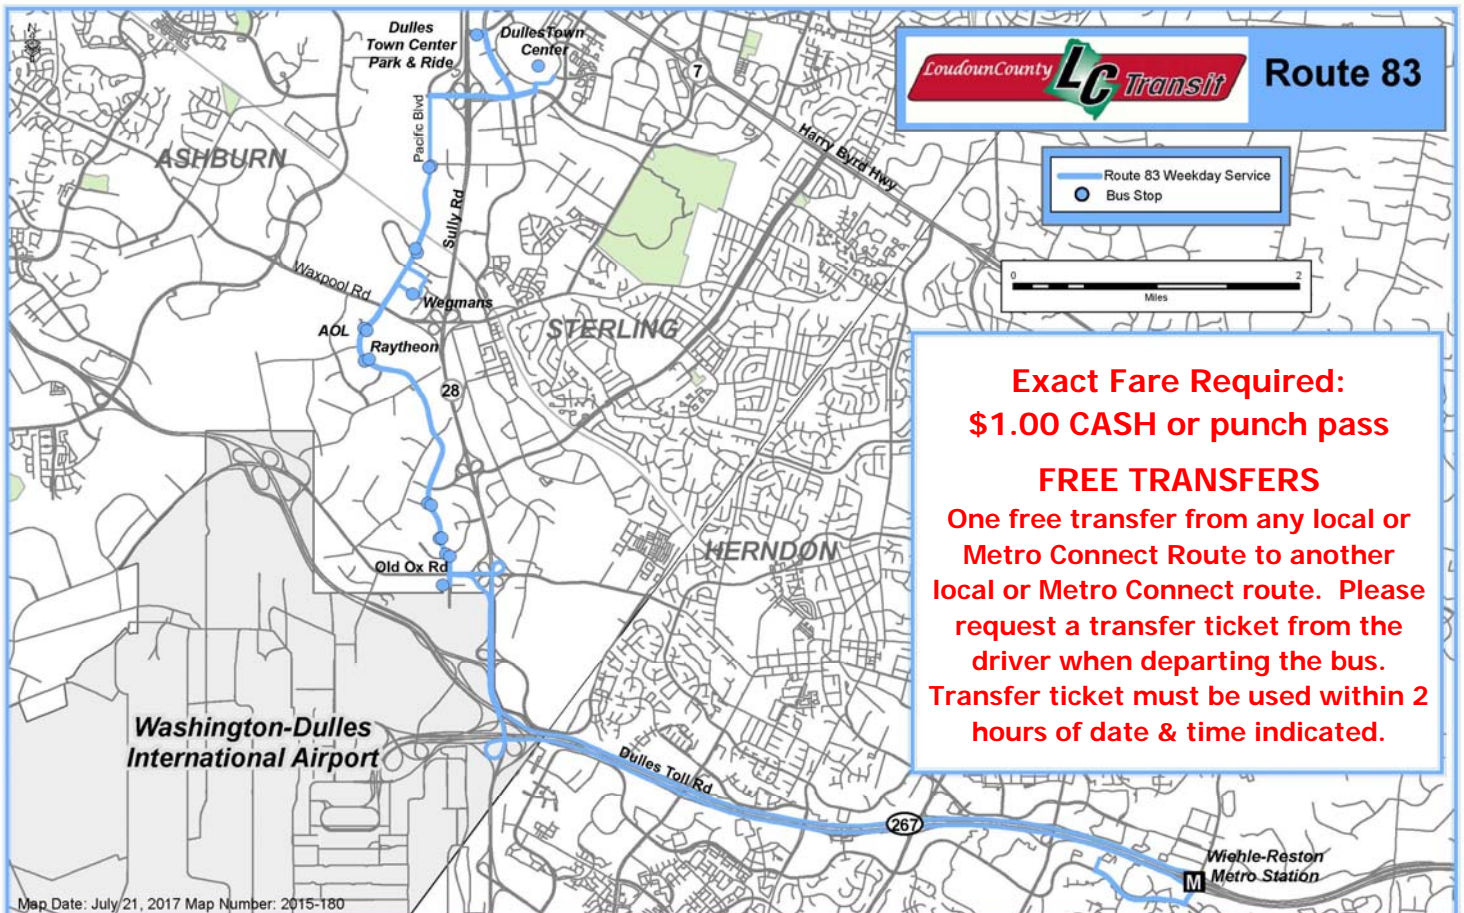 Dulles
Town Center
Park & Ride
DullesTown
Center
LoudounCounty
LC Transit
Route 83
7
Pacific Blvd
Harry Byrd Hwy
ASHBURN
Route 83 Weekday Service
Bus Stop
Sully Rd
0
2
Miles
Waxpool Rd
Wegmans
AOL
STERLING
Raytheon
28
Exact Fare Required:
$1.00 CASH or punch pass
FREE TRANSFERS
One free transfer from any local or
Metro Connect Route to another
local or Metro Connect route.  Please
request a transfer ticket from the
driver when departing the bus.
Transfer ticket must be used within 2
hours of date & time indicated.
HERNDON
Old Ox Rd
Washington-Dulles
International Airport
Dulles Toll Rd
267
Wiehle-Reston
Metro Station
M
Map Date: July 21, 2017 Map Number: 2015-180